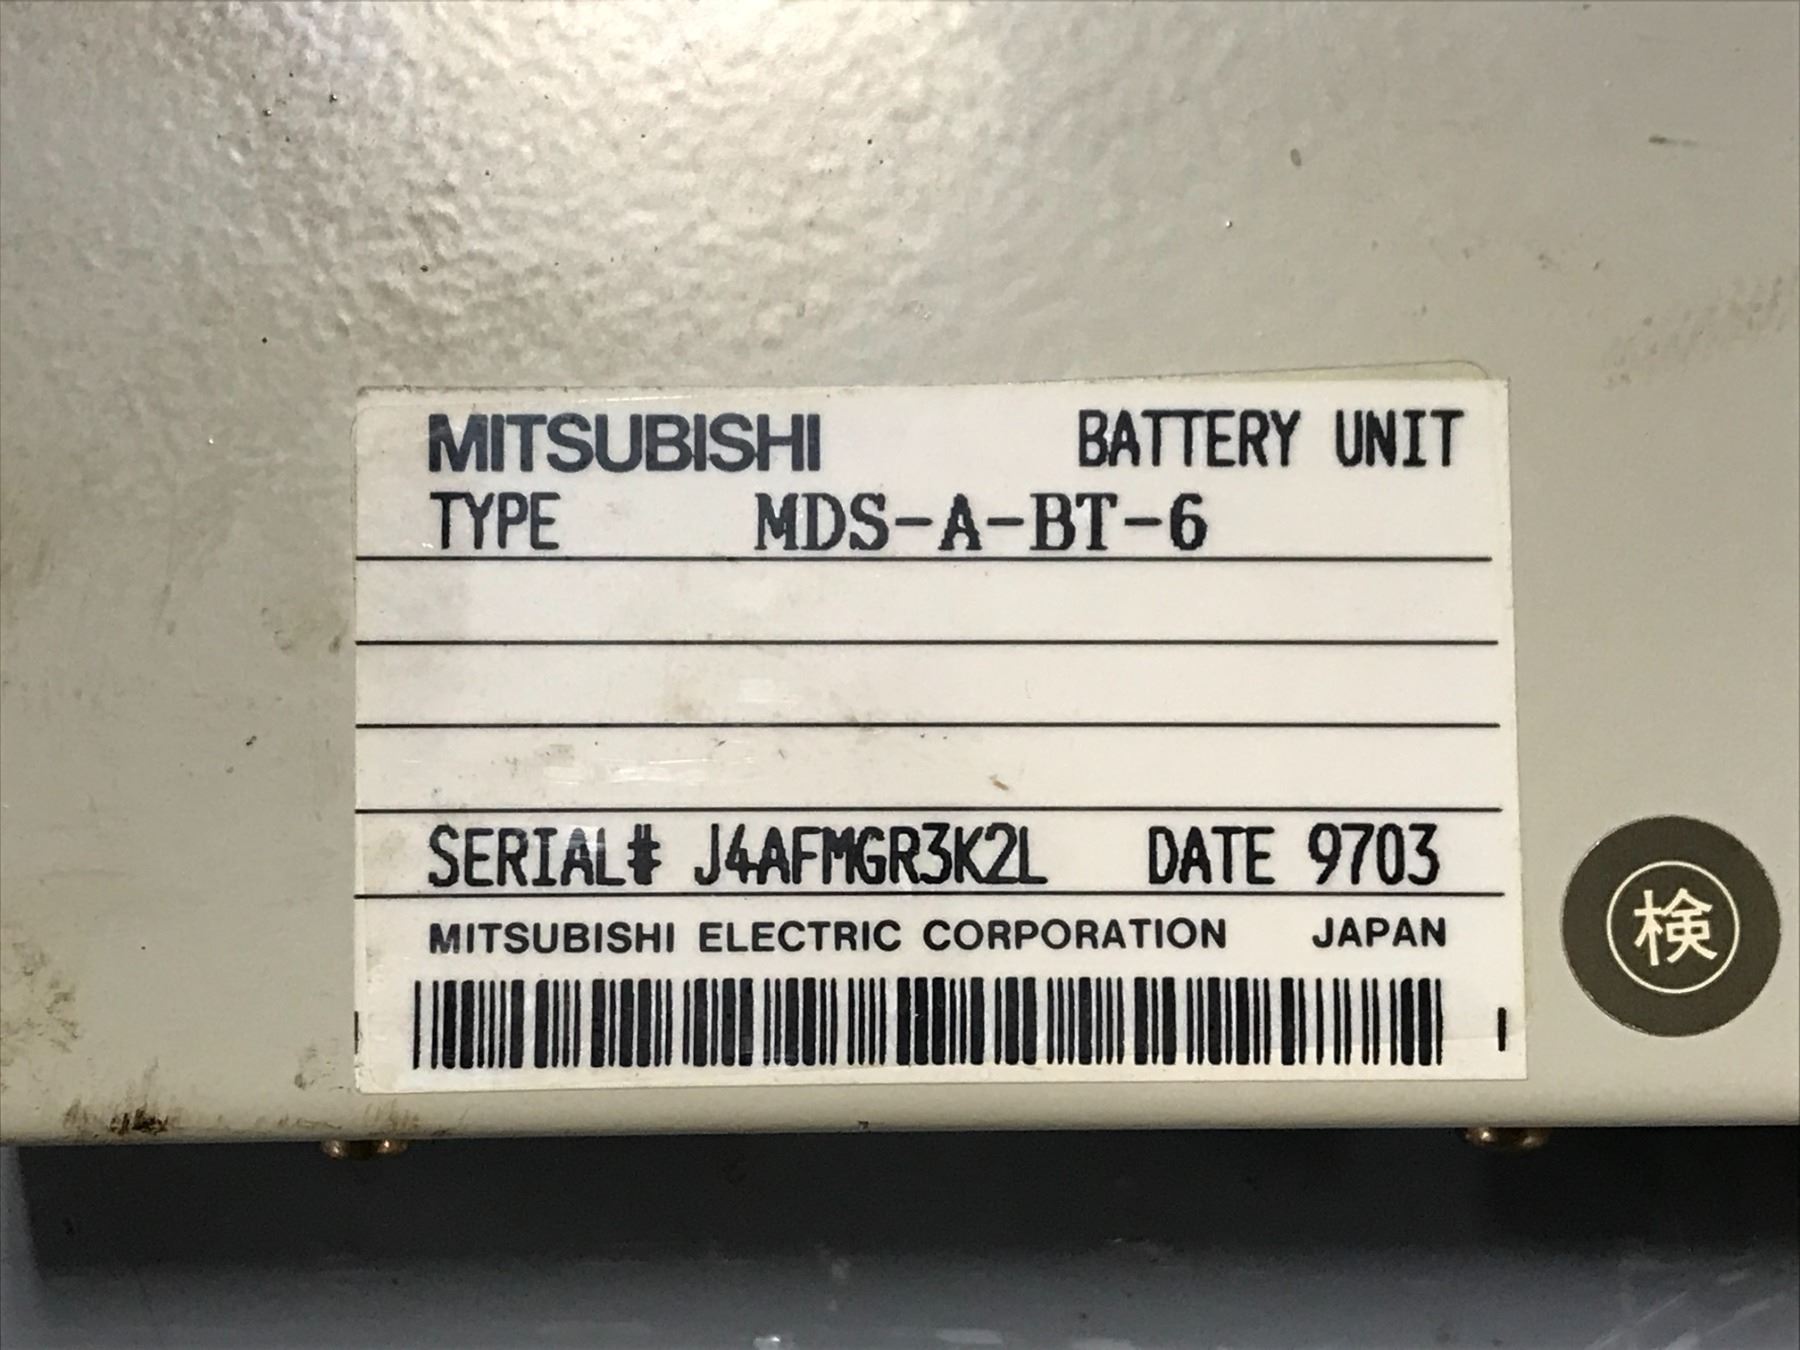 MITSUBISHI BATTERY UNIT
TYPE MDS-A-BT-6
SERIAL# J4AFMGR3K2L DATE 9703
MITSUBISHI ELECTRIC CORPORATION JAPAN
検